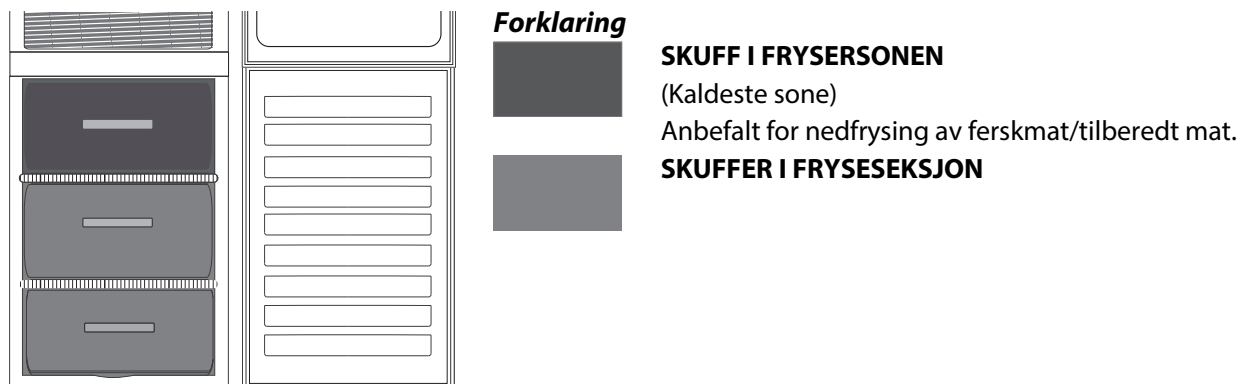 Forklaring
SKUFF I FRYSERSONEN
(Kaldeste sone)
Anbefalt for nedfrysing av ferskmat/tilberedt mat.
SKUFFER I FRYSESEKSJON